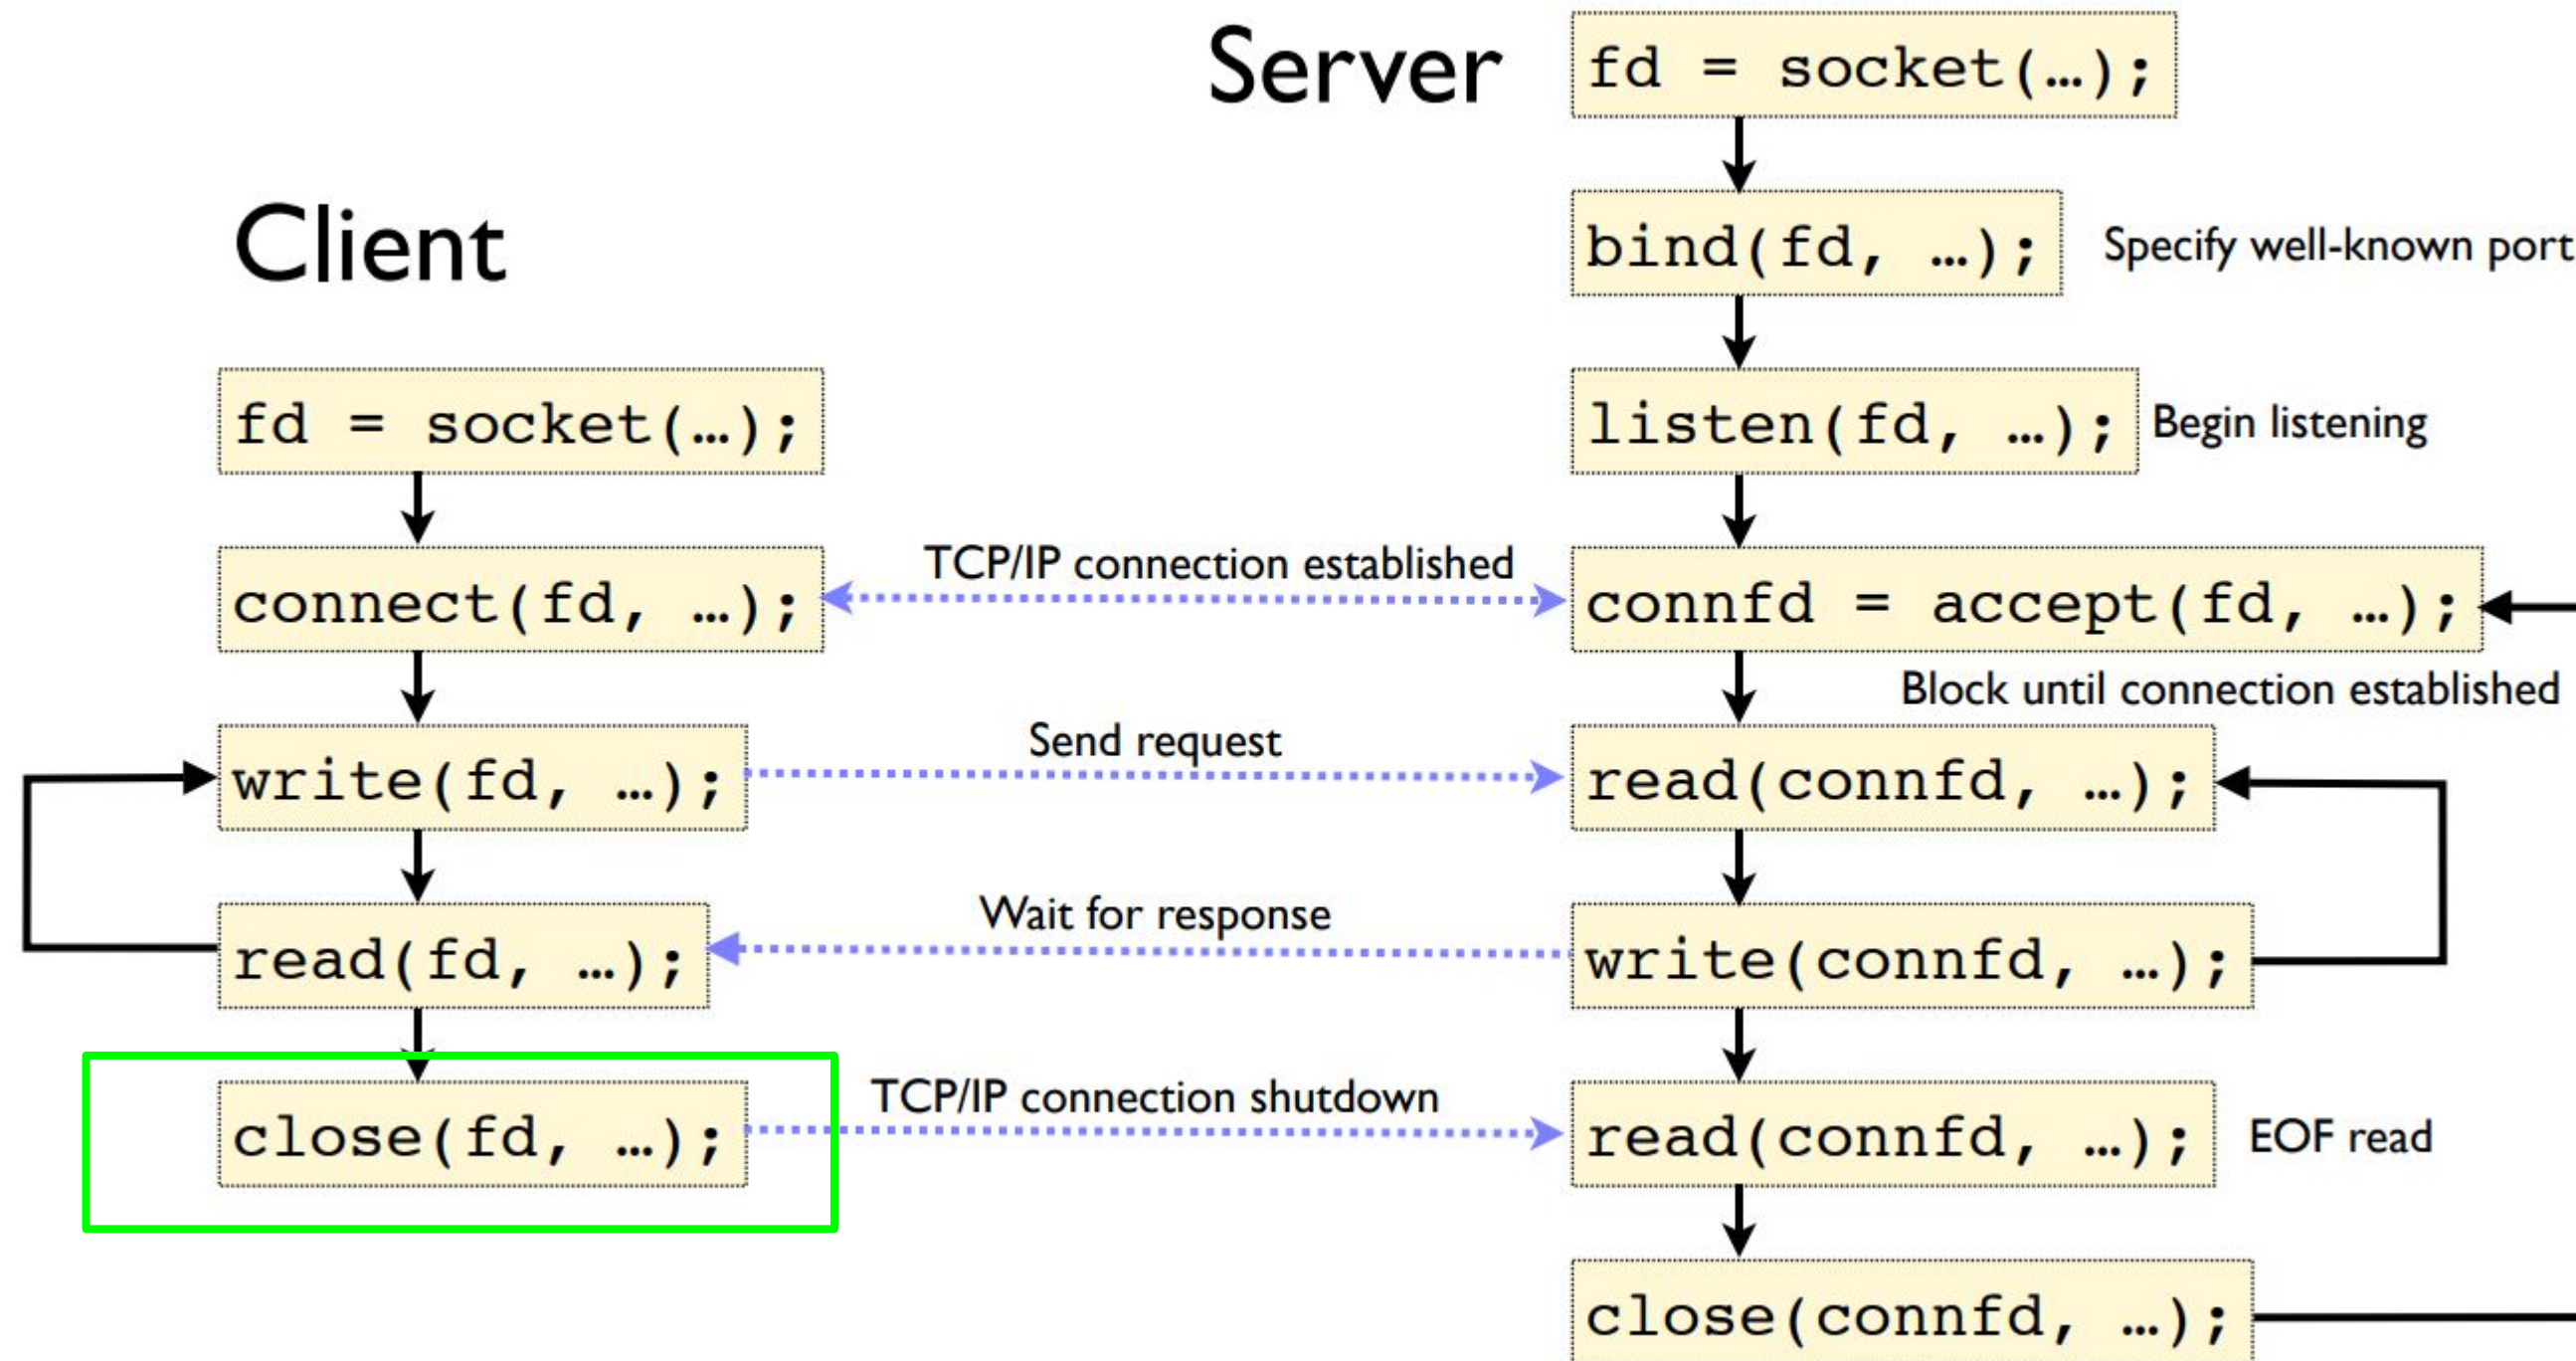 Server
fd = socket(…);
bind(fd, …);
Specify well-known port
Client
listen(fd, …);
Begin listening
fd = socket(…);
TCP/IP connection established
connect(fd, …);
connfd = accept(fd, …);
Block until connection established
Send request
write(fd, …);
read(connfd, …);
Wait for response
read(fd, …);
write(connfd, …);
TCP/IP connection shutdown
close(fd, …);
read(connfd, …);
EOF read
close(connfd, …);